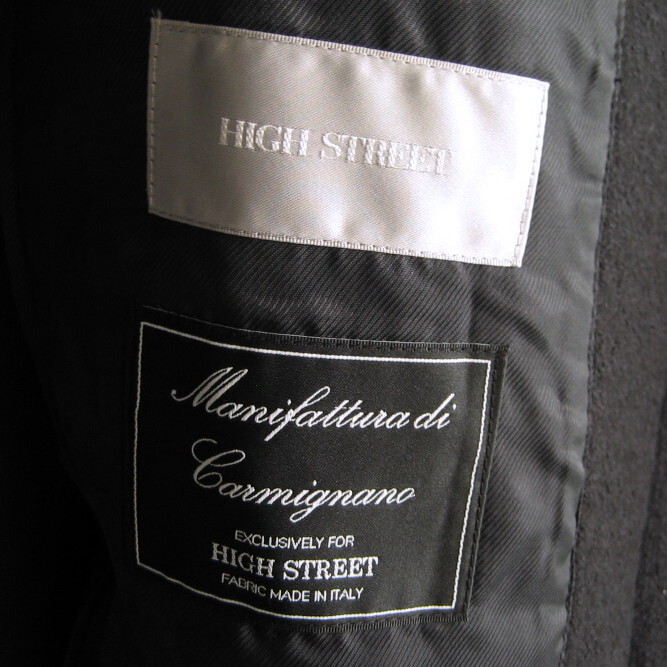 HIGH STREET
Manifattura di
Carmignano
EXCLUSIVELY FOR
HIGH STREET
FABRIC MADE IN ITALY